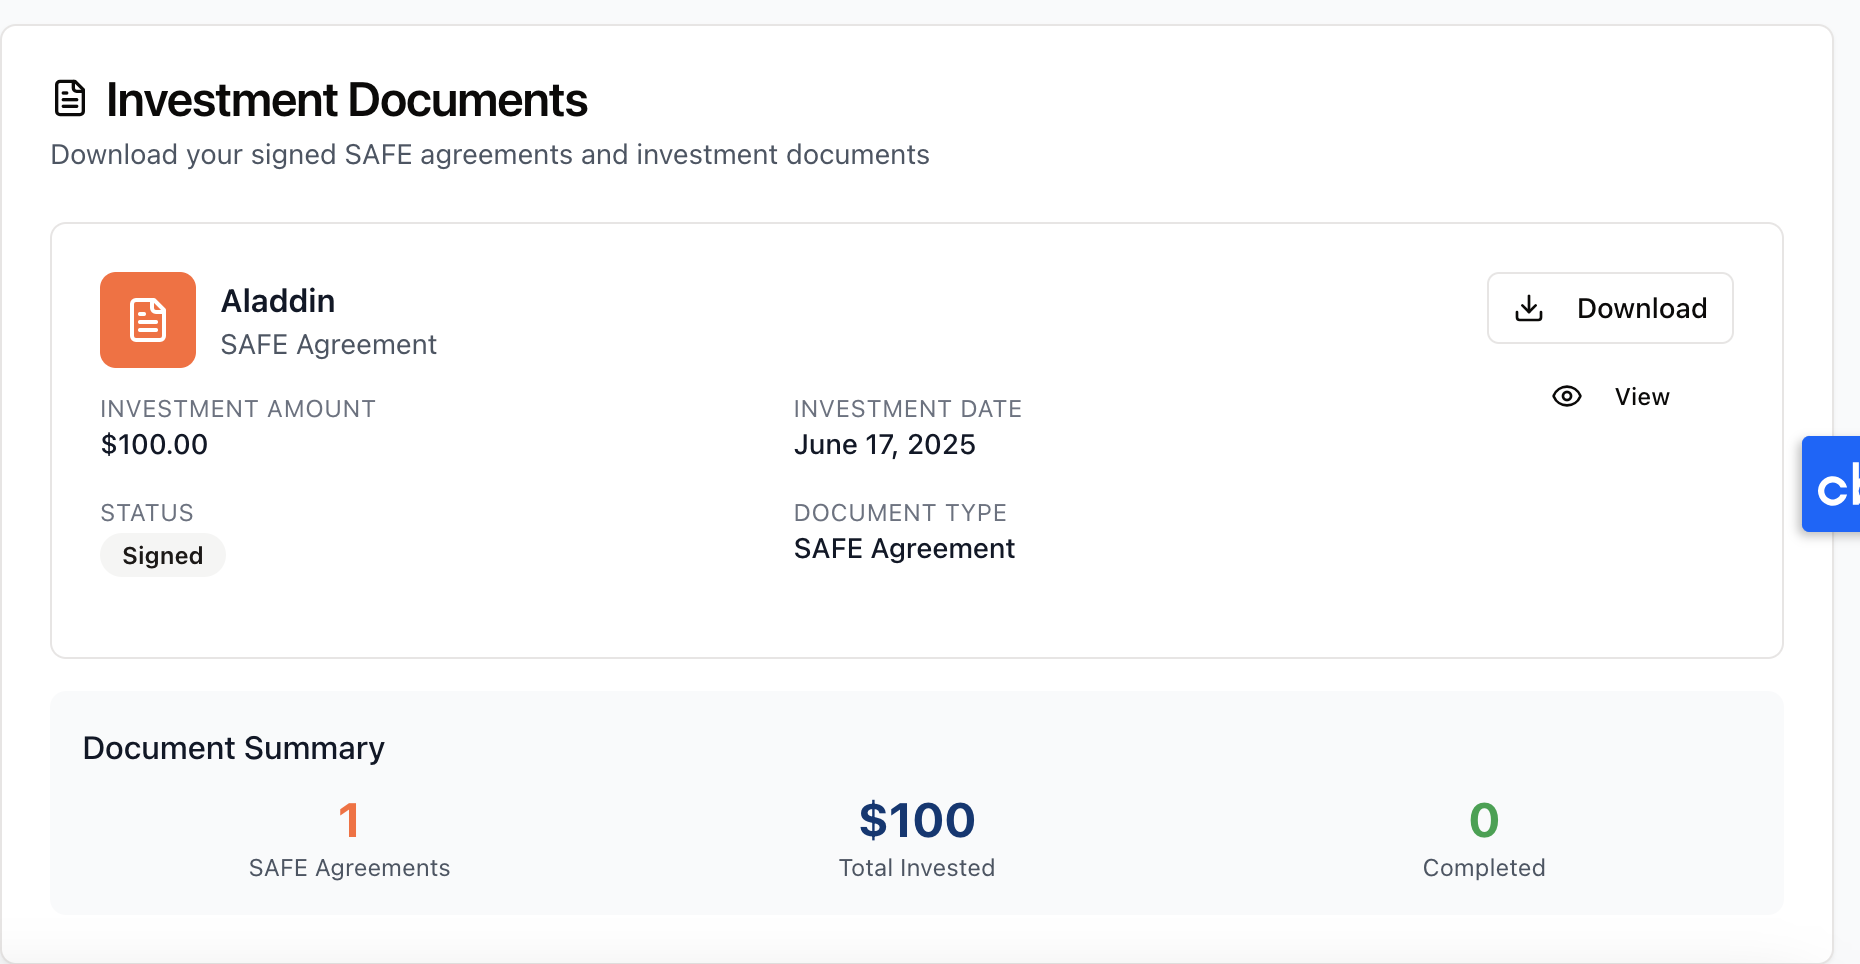 Investment Documents
Download your signed SAFE agreements and investment documents
Aladdin
SAFE Agreement
Download
View
INVESTMENT AMOUNT
$100.00
INVESTMENT DATE
June 17, 2025
STATUS
Signed
DOCUMENT TYPE
SAFE Agreement
Document Summary
1
SAFE Agreements
$100
Total Invested
0
Completed